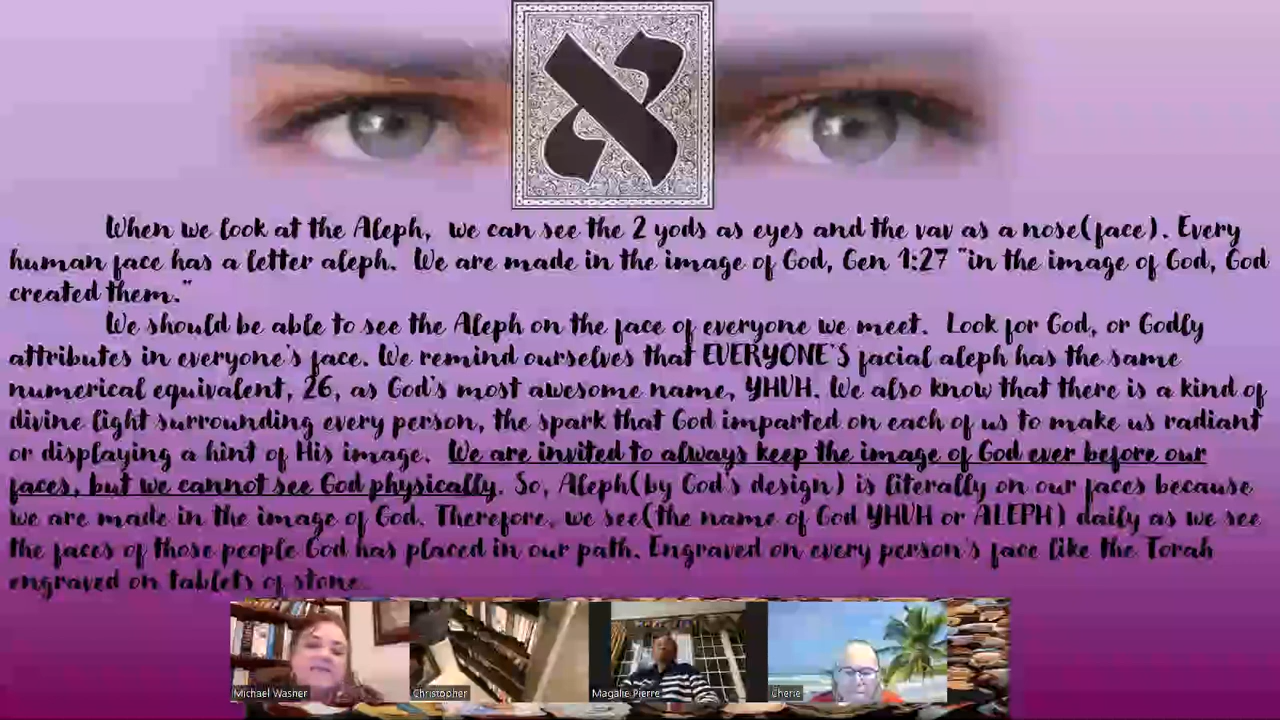 א
When we look at the Aleph, we can see the 2 yods as eyes and the vav as a nose(face). Every
human face has a letter aleph. We are made in the image of God, Gen 1:27 "in the image of God, God
created them."
We should be able to see the Aleph on the face of everyone we meet. Look for God, or Godly
attributes in everyone's face. We remind ourselves that EVERYONE'S facial aleph has the same
numerical equivalent, 26, as God's most awesome name, YHVH. We also know that there is a kind of
divine light surrounding every person, the spark that God imparted on each of us to make us radiant
or displaying a hint of His image. We are invited to always keep the image of God ever before our
faces, but we cannot see God physically. So, Aleph(by God's design) is literally on our faces because
we are made in the image of God. Therefore, we see(the name of God YHVH or ALEPH) daily as we see
the faces of those people God has placed in our path. Engraved on every person's face like the Torah
engraved on tablets of stone.
Michael Wasner
Christopher
Magalie Pierre
Cherie